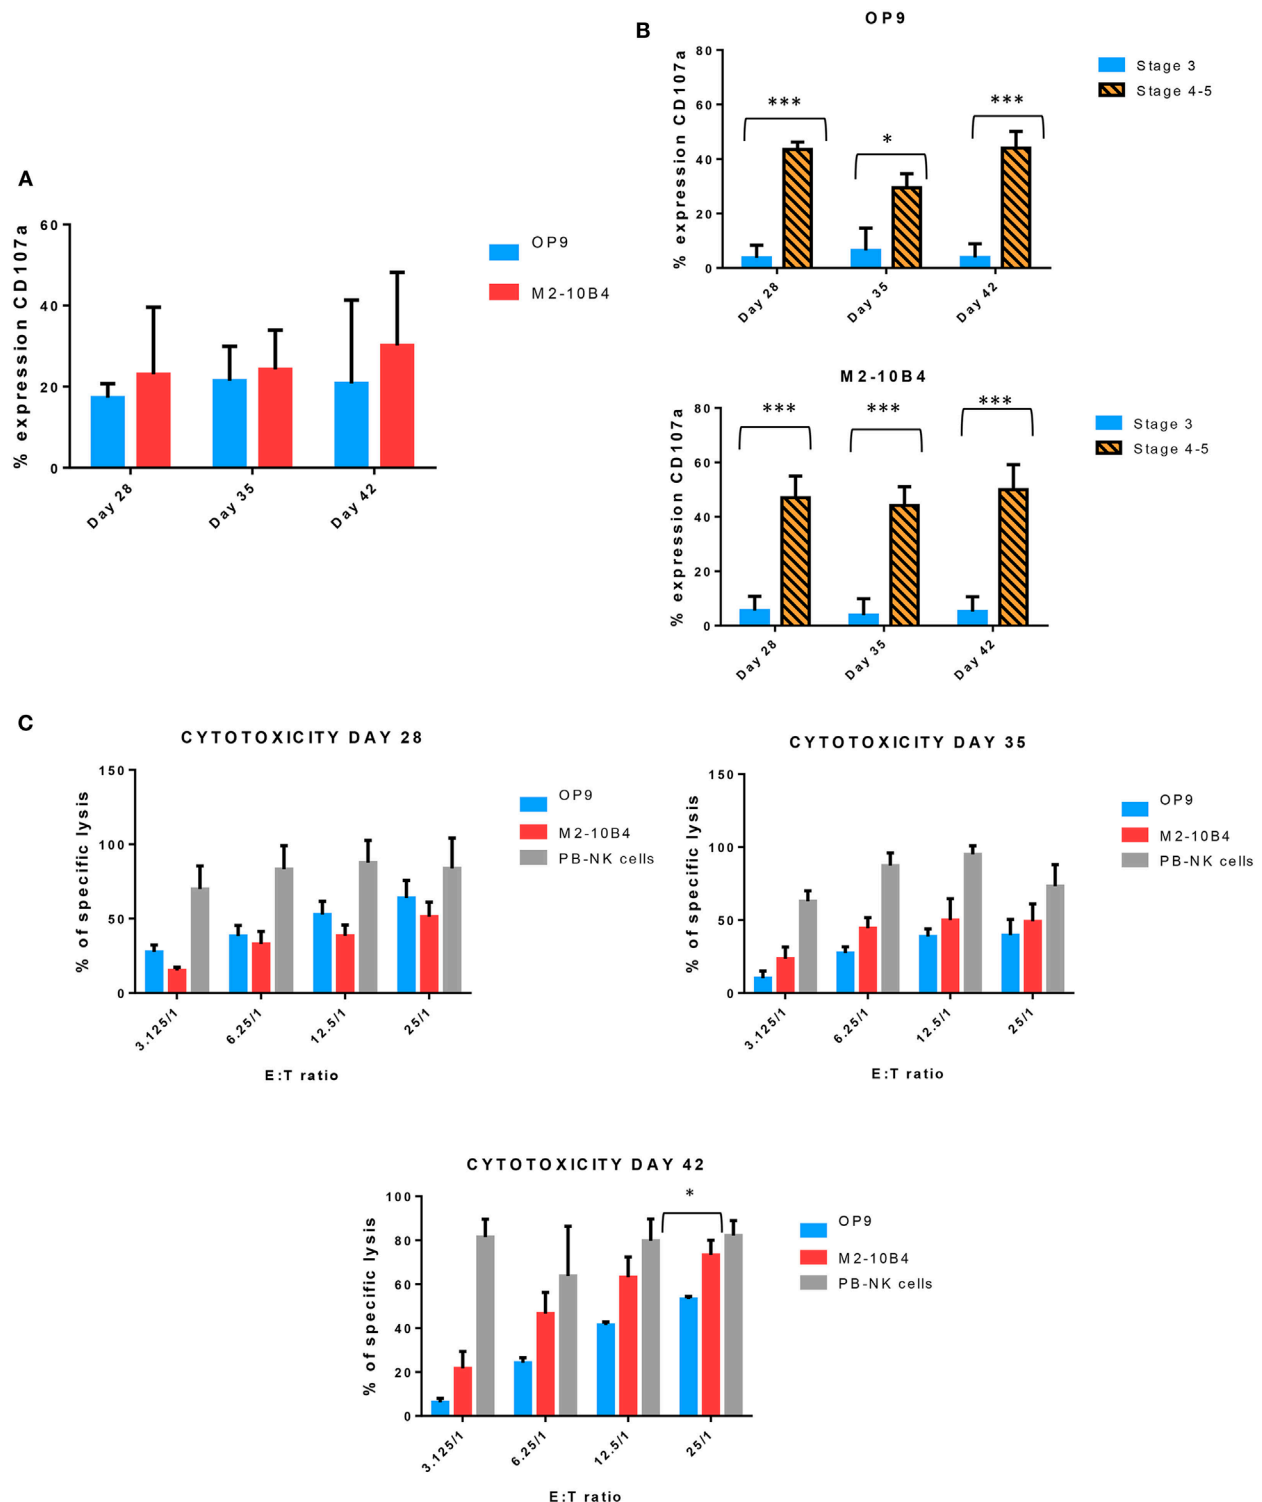 A
% expression CD107a
60
40
20
0
Day 28
Day 35
Day 42
OP9
M2-10B4
B
OP9
% expression CD107a
80
60
40
20
0
***
*
***
Day 28
Day 35
Day 42
Stage 3
Stage 4-5
M2-10B4
% expression CD107a
80
60
40
20
0
***
***
***
Day 28
Day 35
Day 42
Stage 3
Stage 4-5
C
CYTOTOXICITY DAY 28
% of specific lysis
150
100
50
0
3.125/1
6.25/1
12.5/1
25/1
E:T ratio
OP9
M2-10B4
PB-NK cells
CYTOTOXICITY DAY 35
% of specific lysis
150
100
50
0
3.125/1
6.25/1
12.5/1
25/1
E:T ratio
OP9
M2-10B4
PB-NK cells
CYTOTOXICITY DAY 42
% of specific lysis
100
80
60
40
20
0
*
3.125/1
6.25/1
12.5/1
25/1
E:T ratio
OP9
M2-10B4
PB-NK cells